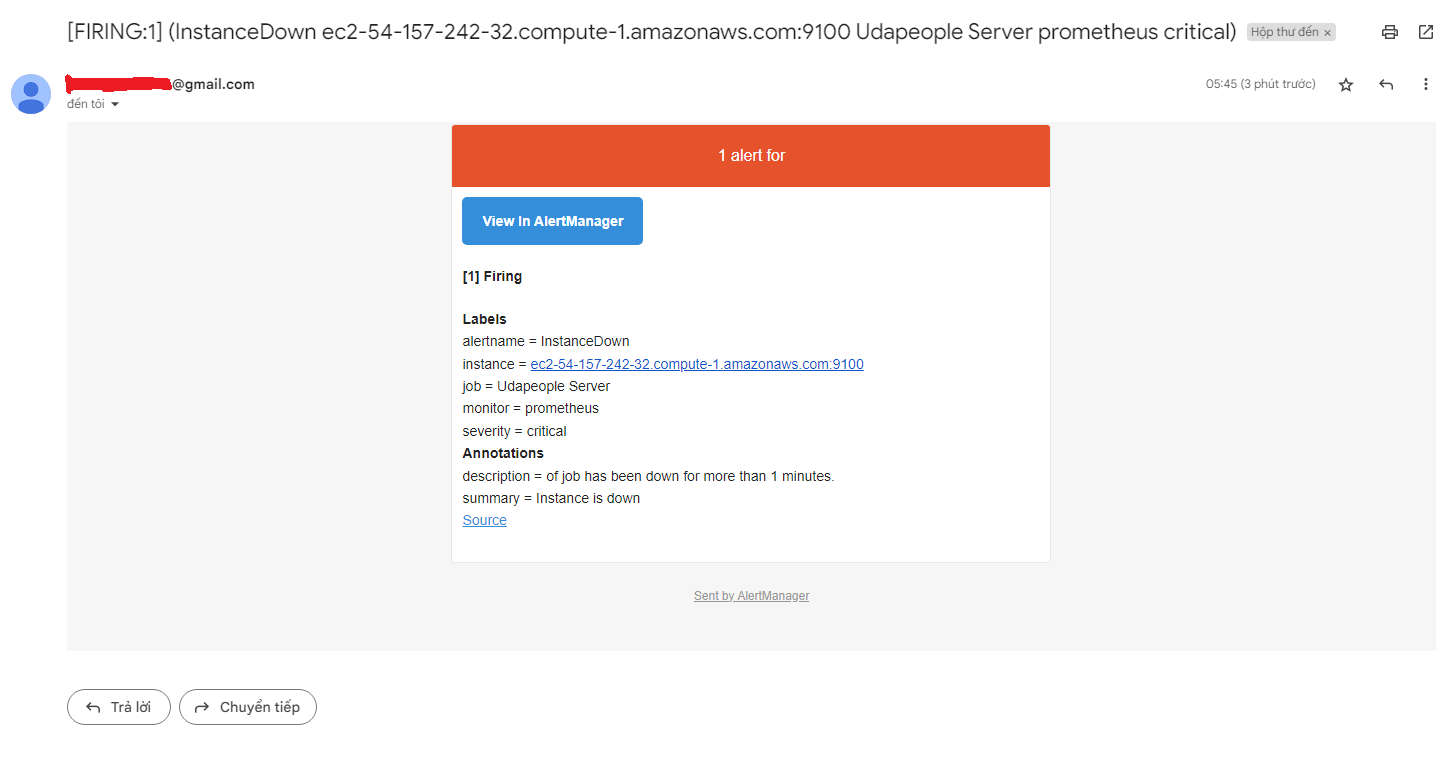 [FIRING:1] (InstanceDown ec2-54-157-242-32.compute-1.amazonaws.com:9100 Udapeople Server prometheus critical) Hộp thư đến ×
@gmail.com 05:45 (3 phút trước)
đến tôi
1 alert for
View in AlertManager
[1] Firing
Labels
alertname = InstanceDown
instance = ec2-54-157-242-32.compute-1.amazonaws.com:9100
job = Udapeople Server
monitor = prometheus
severity = critical
Annotations
description = of job has been down for more than 1 minutes.
summary = Instance is down
Source
Sent by AlertManager
Trả lời Chuyển tiếp